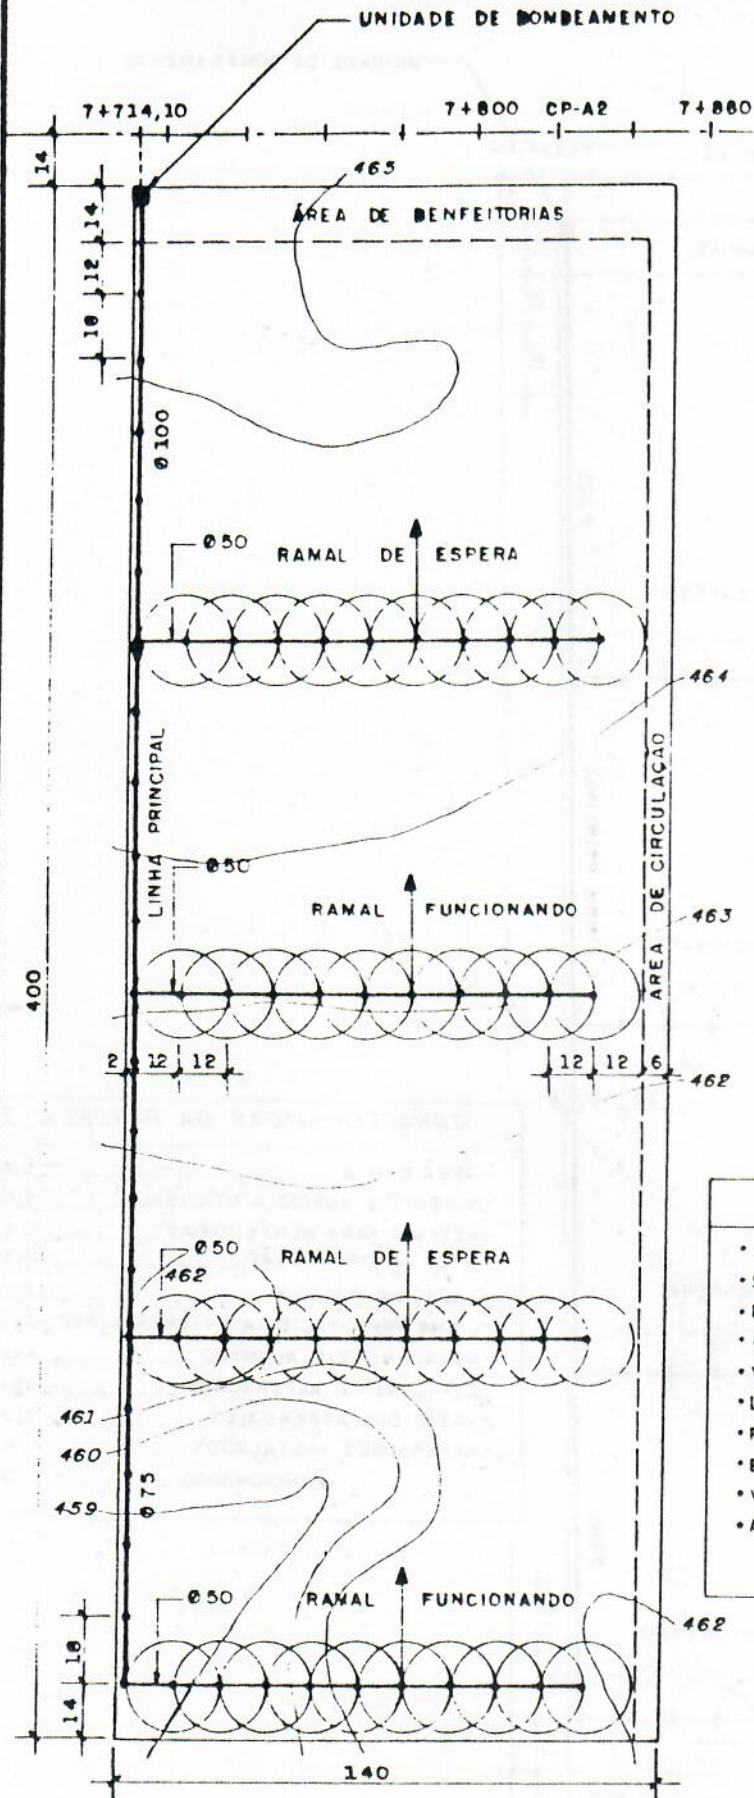 UNIDADE DE BOMBEAMENTO
7+714,10
7+800 CP-A2 7+860
14
465
ÁREA DE BENFEITORIAS
14
12
18
Ø100
Ø50
RAMAL DE ESPERA
464
LINHA PRINCIPAL
ÁREA DE CIRCULAÇÃO
Ø50
RAMAL FUNCIONANDO
463
400
2 12 12
12 12 6
462
Ø50
462
RAMAL DE ESPERA
461
460
459
Ø75
Ø50
RAMAL FUNCIONANDO
462
18
14
140